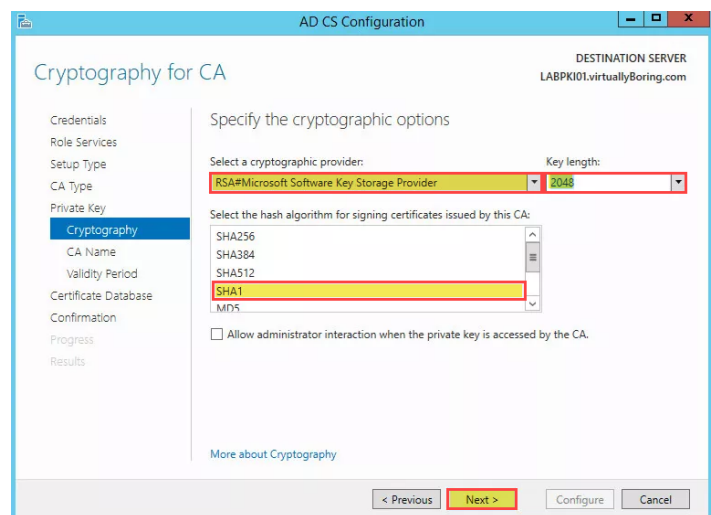 AD CS Configuration
Cryptography for CA
DESTINATION SERVER
LABPKI01.virtuallyBoring.com
Credentials
Role Services
Setup Type
CA Type
Private Key
Cryptography
CA Name
Validity Period
Certificate Database
Confirmation
Progress
Results
Specify the cryptographic options
Select a cryptographic provider:
Key length:
RSA#Microsoft Software Key Storage Provider
2048
Select the hash algorithm for signing certificates issued by this CA:
SHA256
SHA384
SHA512
SHA1
MD5
Allow administrator interaction when the private key is accessed by the CA.
More about Cryptography
< Previous
Next >
Configure
Cancel